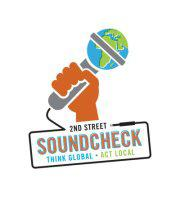 2ND STREET
SOUNDCHECK
THINK GLOBAL • ACT LOCAL